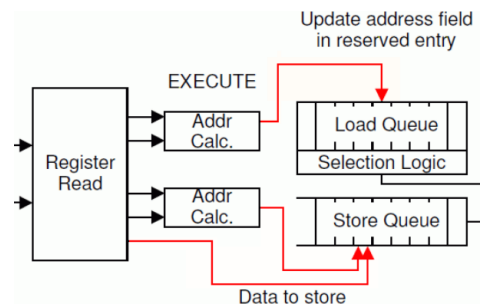 Update address field
in reserved entry
EXECUTE
Addr
Calc.
Load Queue
Selection Logic
Register
Read
Addr
Calc.
Store Queue
Data to store